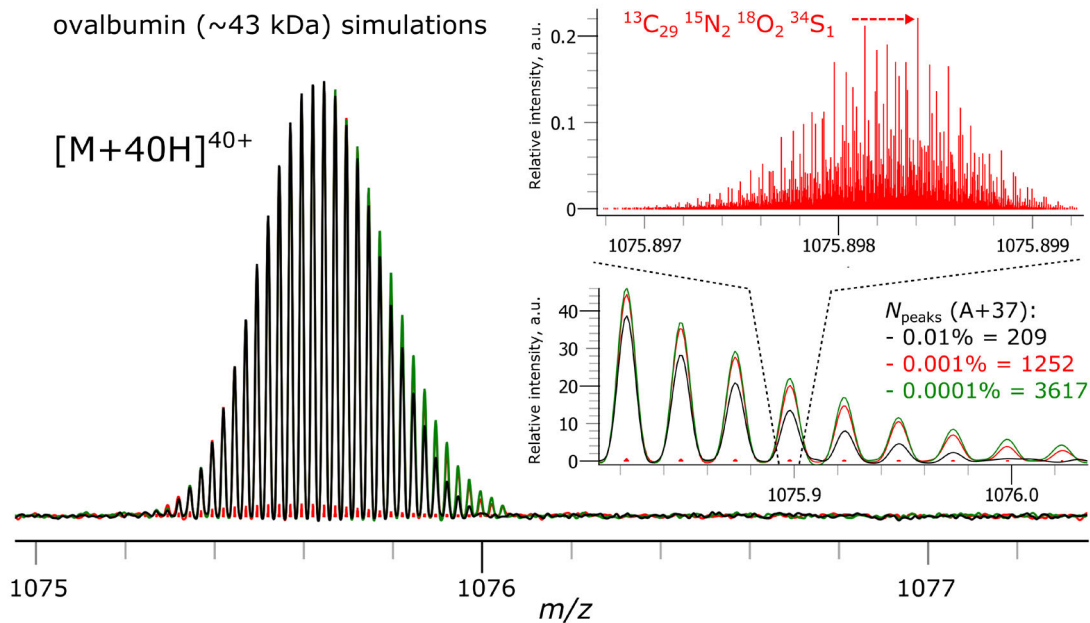 ovalbumin (~43 kDa) simulations
[M+40H]⁴⁰⁺
¹³C₂₉ ¹⁵N₂ ¹⁸O₂ ³⁴S₁
Relative intensity, a.u.
0.2
0.1
0
1075.897 1075.898 1075.899
Relative intensity, a.u.
40
30
20
10
0
N_peaks (A+37):
- 0.01% = 209
- 0.001% = 1252
- 0.0001% = 3617
1075.9 1076.0
1075 1076 1077
m/z